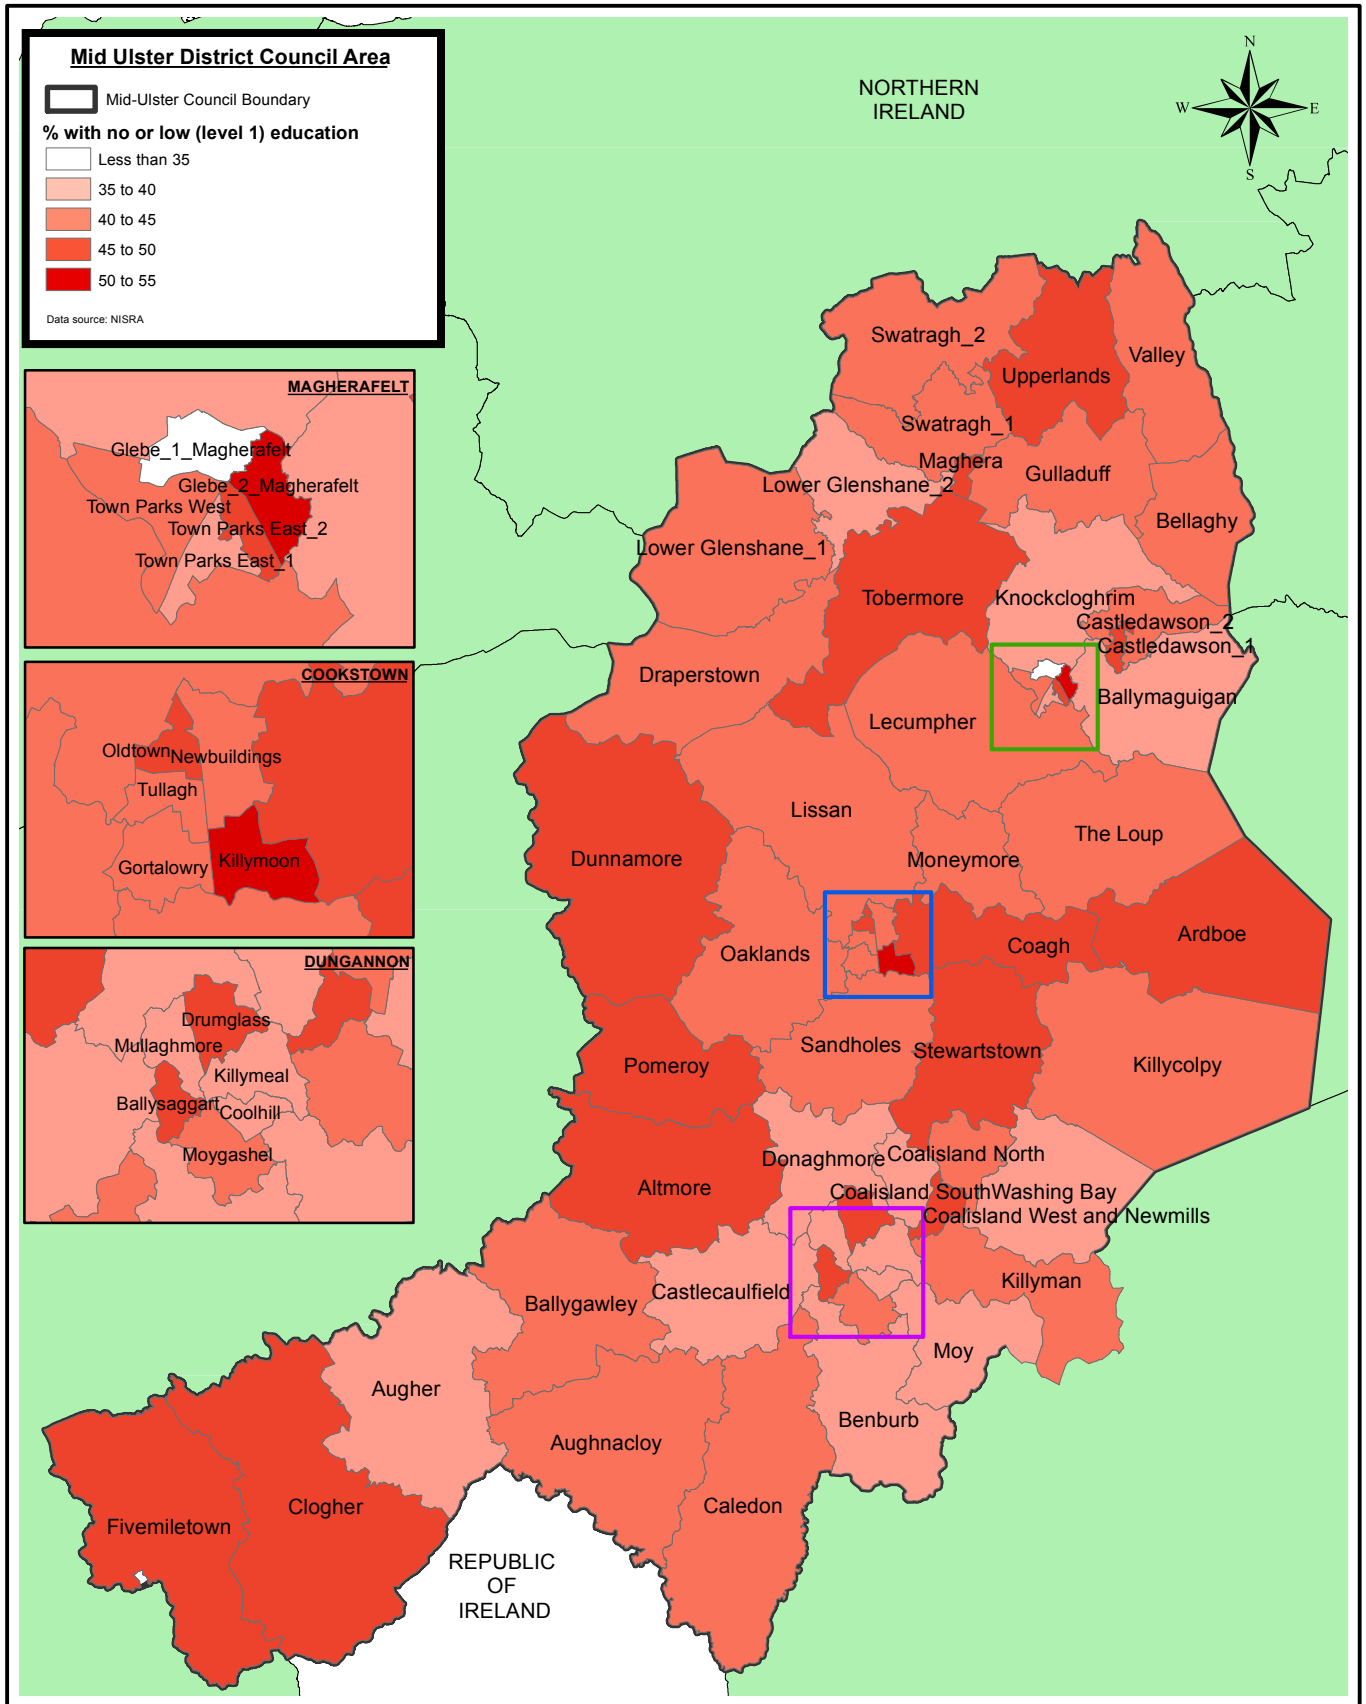 Mid Ulster District Council Area
Mid-Ulster Council Boundary
% with no or low (level 1) education
Less than 35
35 to 40
40 to 45
45 to 50
50 to 55
Data source: NISRA
NORTHERN
IRELAND
N
W
E
S
MAGHERAFELT
Glebe_1_Magherafelt
Glebe_2_Magherafelt
Town Parks West
Town Parks East_2
Town Parks East_1
COOKSTOWN
Oldtown
Newbuildings
Tullagh
Gortalowry
Killymoon
DUNGANNON
Drumglass
Mullaghmore
Killymeal
Ballysaggart
Coolhill
Moygashel
Swatragh_2
Valley
Upperlands
Swatragh_1
Maghera
Gulladuff
Lower Glenshane_2
Bellaghy
Lower Glenshane_1
Tobermore
Knockcloghrim
Castledawson_2
Castledawson_1
Draperstown
Ballymaguigan
Lecumpher
Lissan
The Loup
Dunnamore
Moneymore
Ardboe
Coagh
Oaklands
Sandholes
Stewartstown
Killycolpy
Pomeroy
Donaghmore
Coalisland North
Altmore
Coalisland South
Washing Bay
Coalisland West and Newmills
Killyman
Castlecaulfield
Ballygawley
Moy
Augher
Benburb
Aughnacloy
Caledon
Clogher
Fivemiletown
REPUBLIC
OF
IRELAND